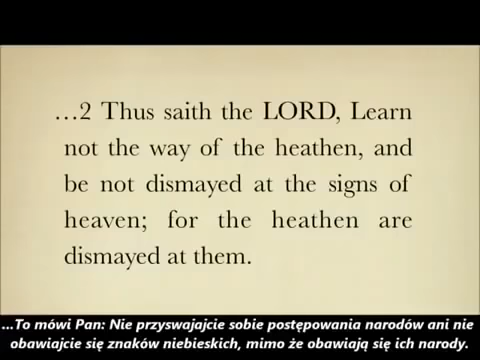 ...2 Thus saith the LORD, Learn
not the way of the heathen, and
be not dismayed at the signs of
heaven; for the heathen are
dismayed at them.
...To mówi Pan: Nie przyswajajcie sobie postępowania narodów ani nie
obawiajcie się znaków niebieskich, mimo że obawiają się ich narody.